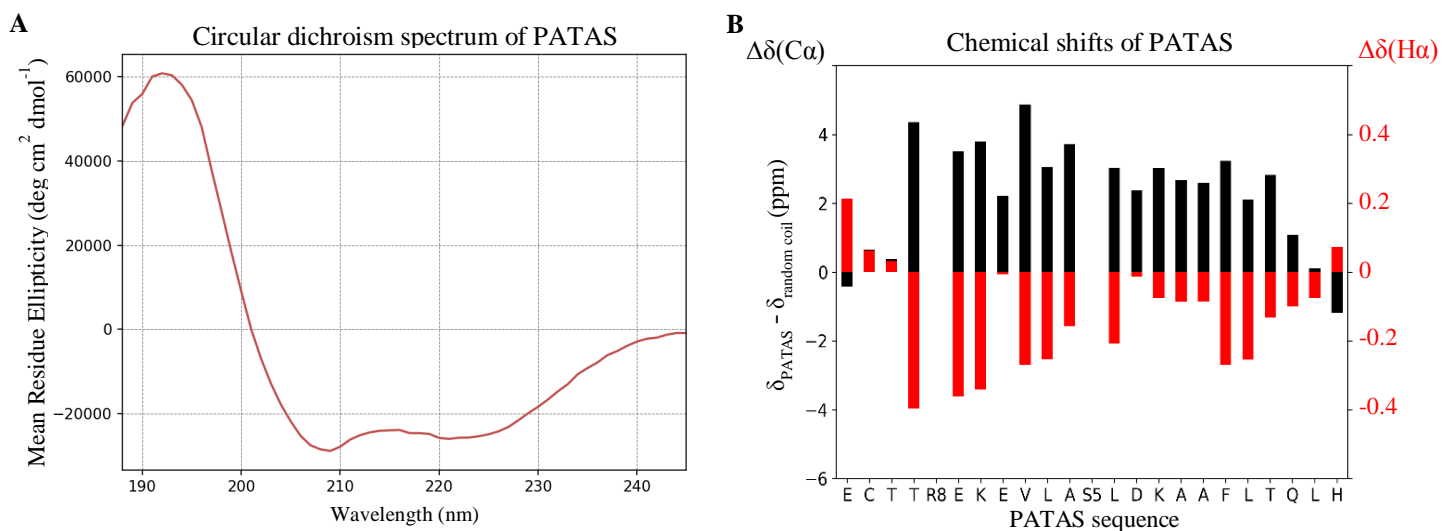 A
Circular dichroism spectrum of PATAS
Mean Residue Ellipticity (deg cm² dmol⁻¹)
60000
40000
20000
0
−20000
190 200 210 220 230 240
Wavelength (nm)
B
Chemical shifts of PATAS
Δδ(Cα)
Δδ(Hα)
δPATAS − δrandom coil (ppm)
4
2
0
−2
−4
−6
0.4
0.2
0
-0.2
-0.4
E C T T R8 E K E V L A S5 L D K A A F L T Q L H
PATAS sequence